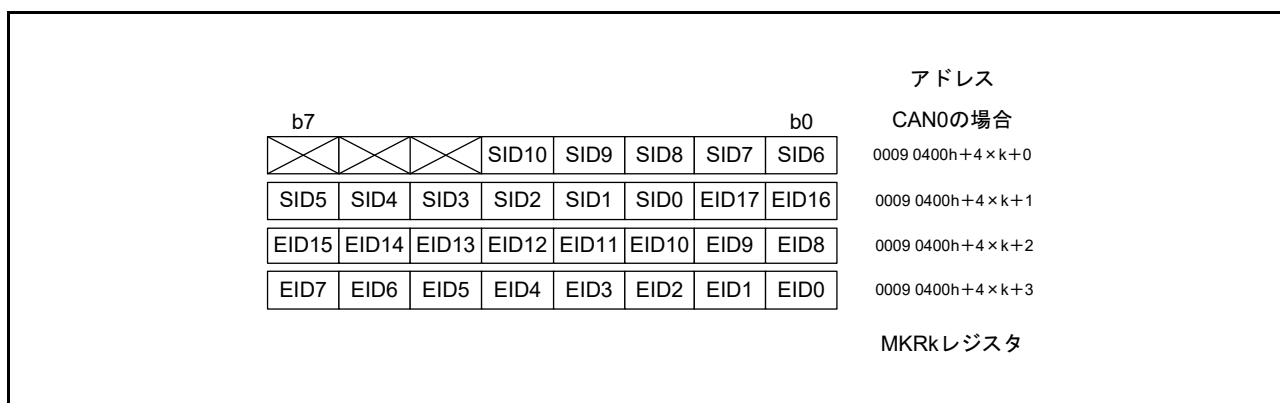 アドレス
b7 b0 CAN0の場合
SID10 SID9 SID8 SID7 SID6 0009 0400h+4×k+0
SID5 SID4 SID3 SID2 SID1 SID0 EID17 EID16 0009 0400h+4×k+1
EID15 EID14 EID13 EID12 EID11 EID10 EID9 EID8 0009 0400h+4×k+2
EID7 EID6 EID5 EID4 EID3 EID2 EID1 EID0 0009 0400h+4×k+3
MKRkレジスタ